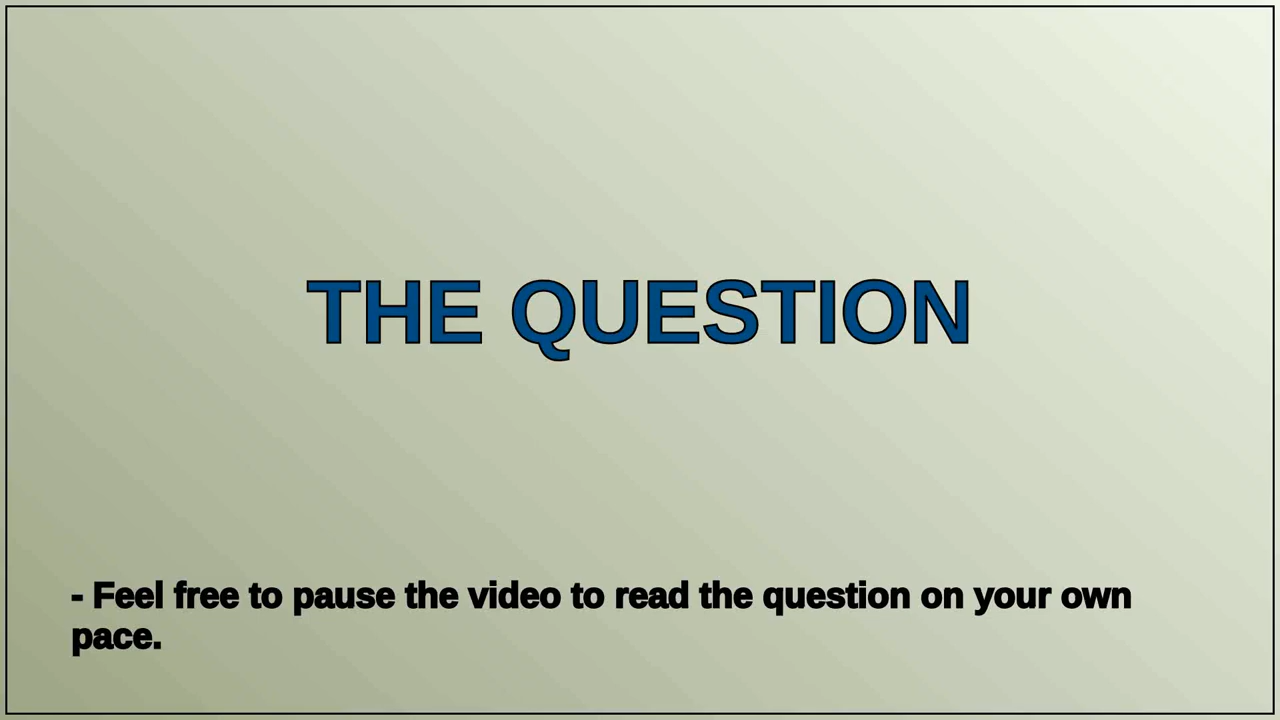 THE QUESTION
- Feel free to pause the video to read the question on your own
pace.